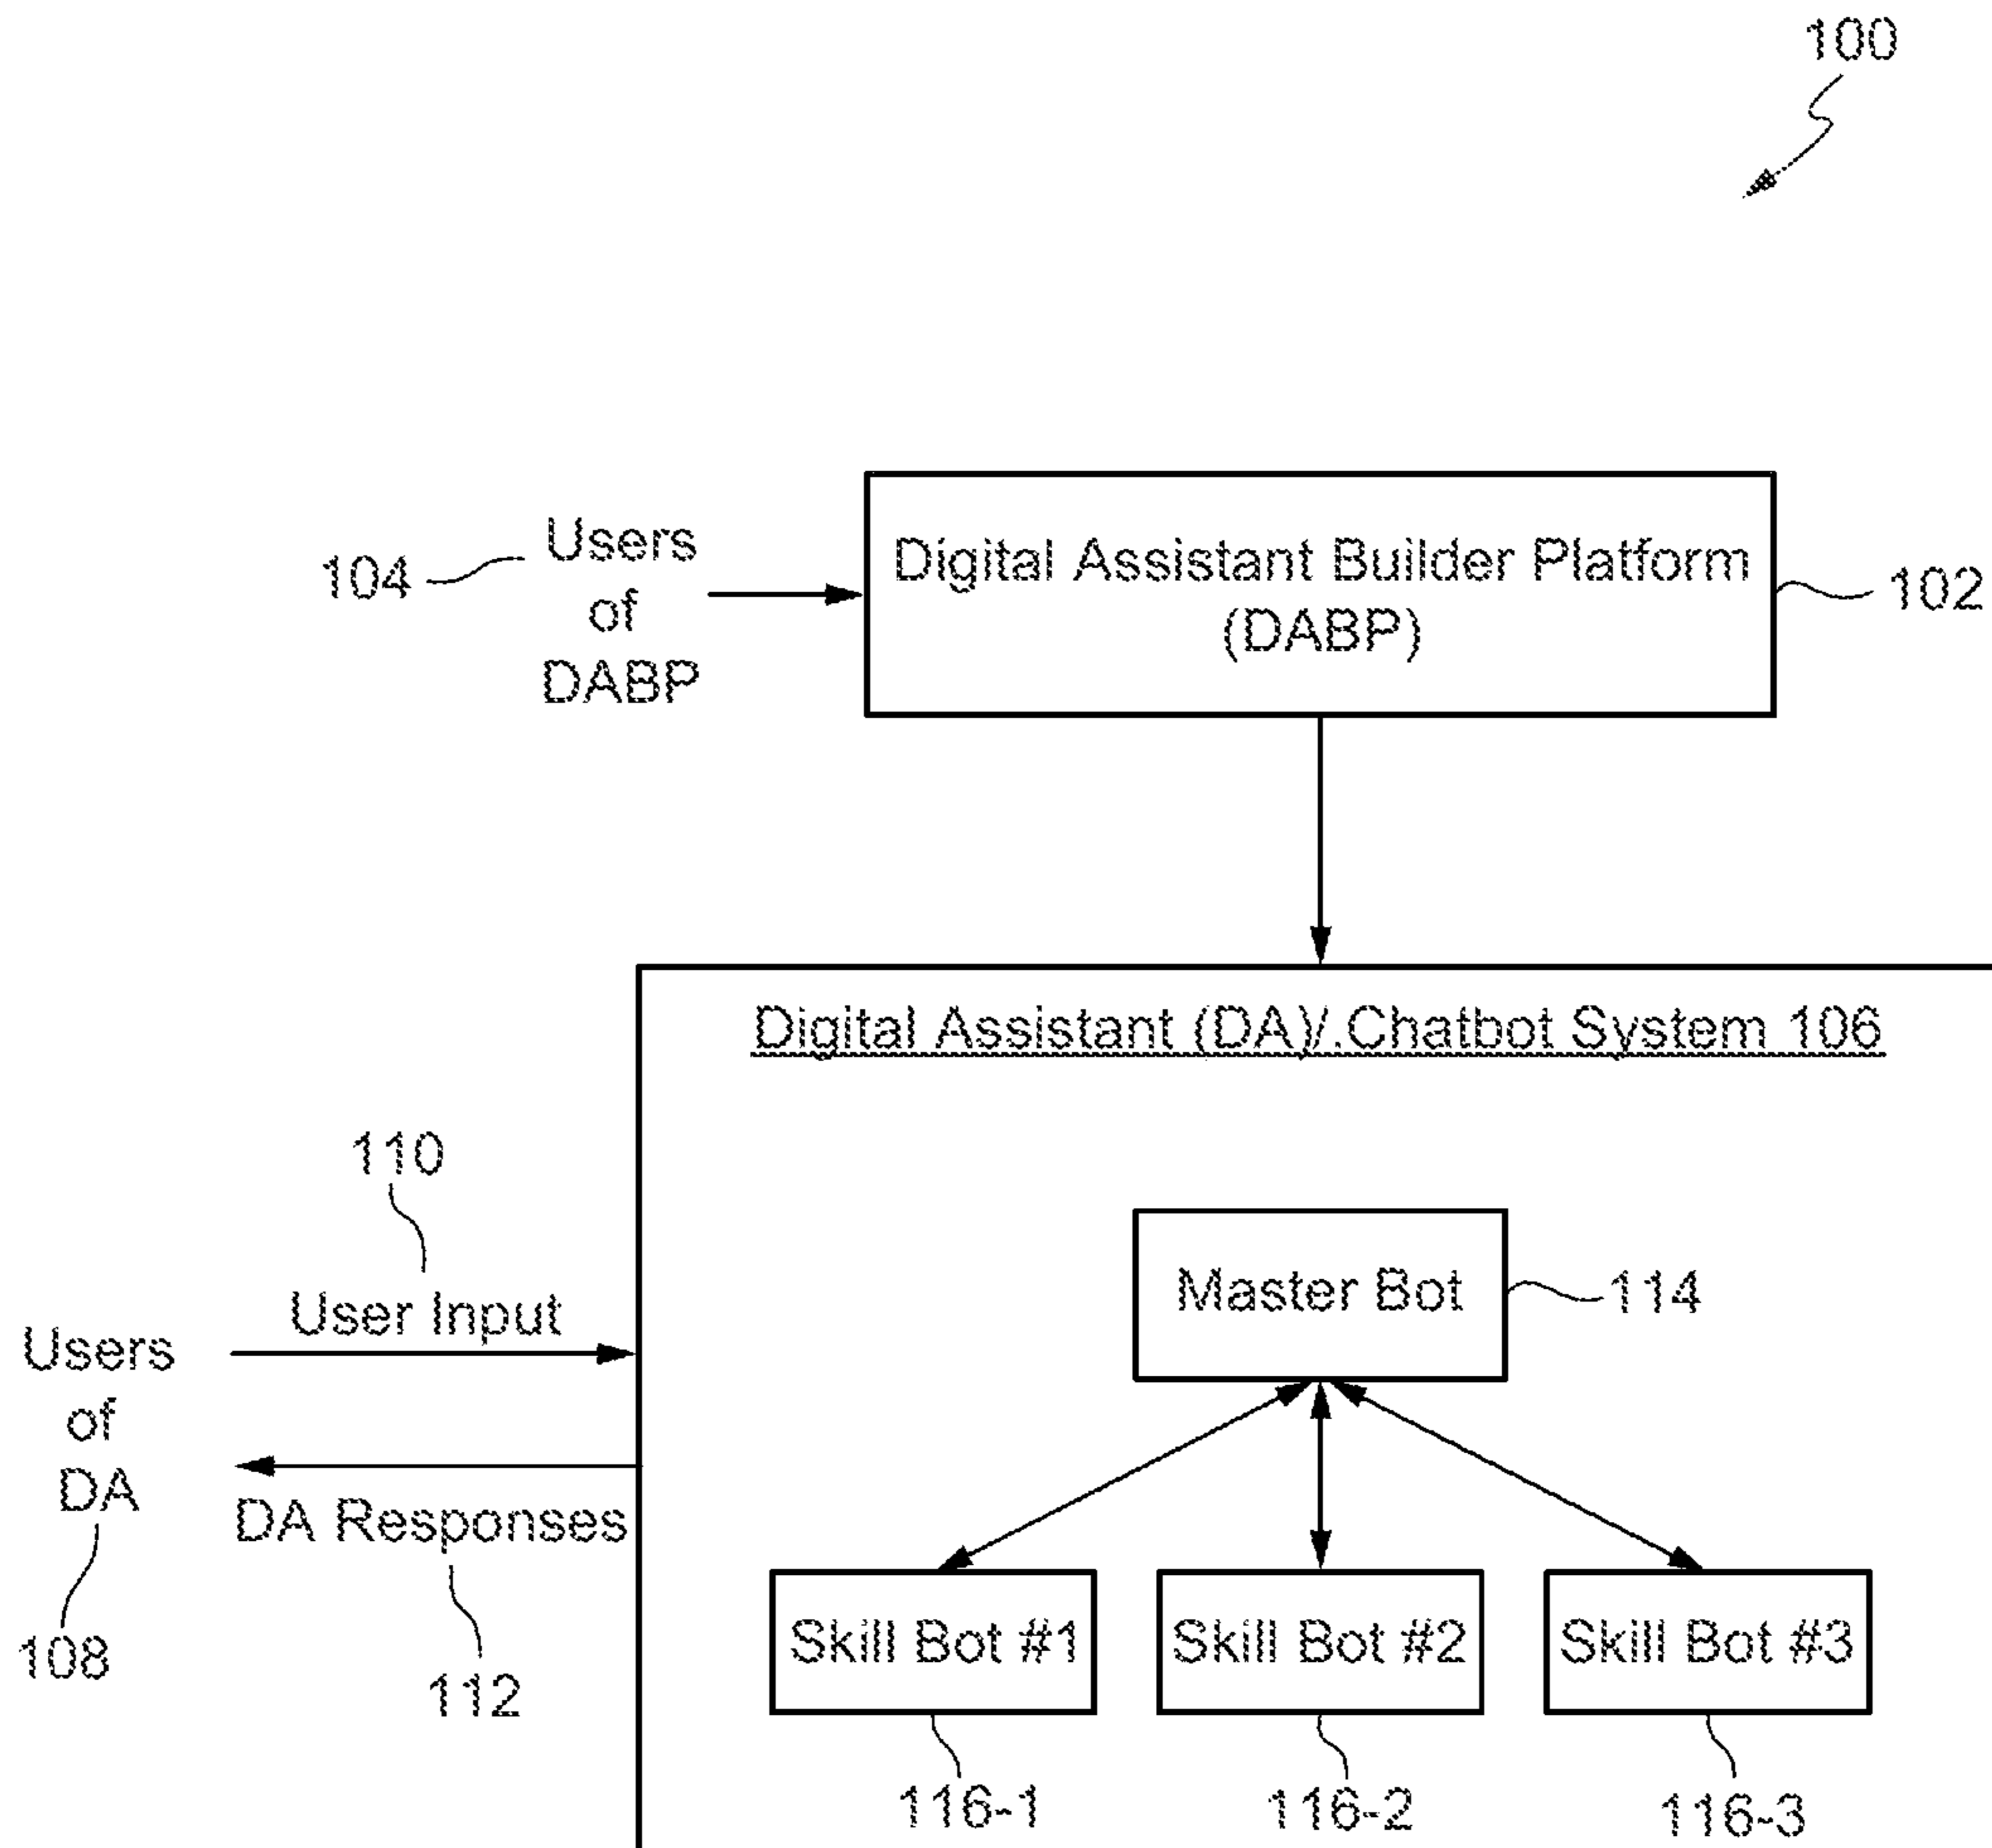 100
Users
of
DABP
104
Digital Assistant Builder Platform
(DABP)
102
Digital Assistant (DA)/.Chatbot System 106
110
User Input
Users
of
DA
108
DA Responses
112
Master Bot
114
Skill Bot #1
Skill Bot #2
Skill Bot #3
116-1
116-2
116-3